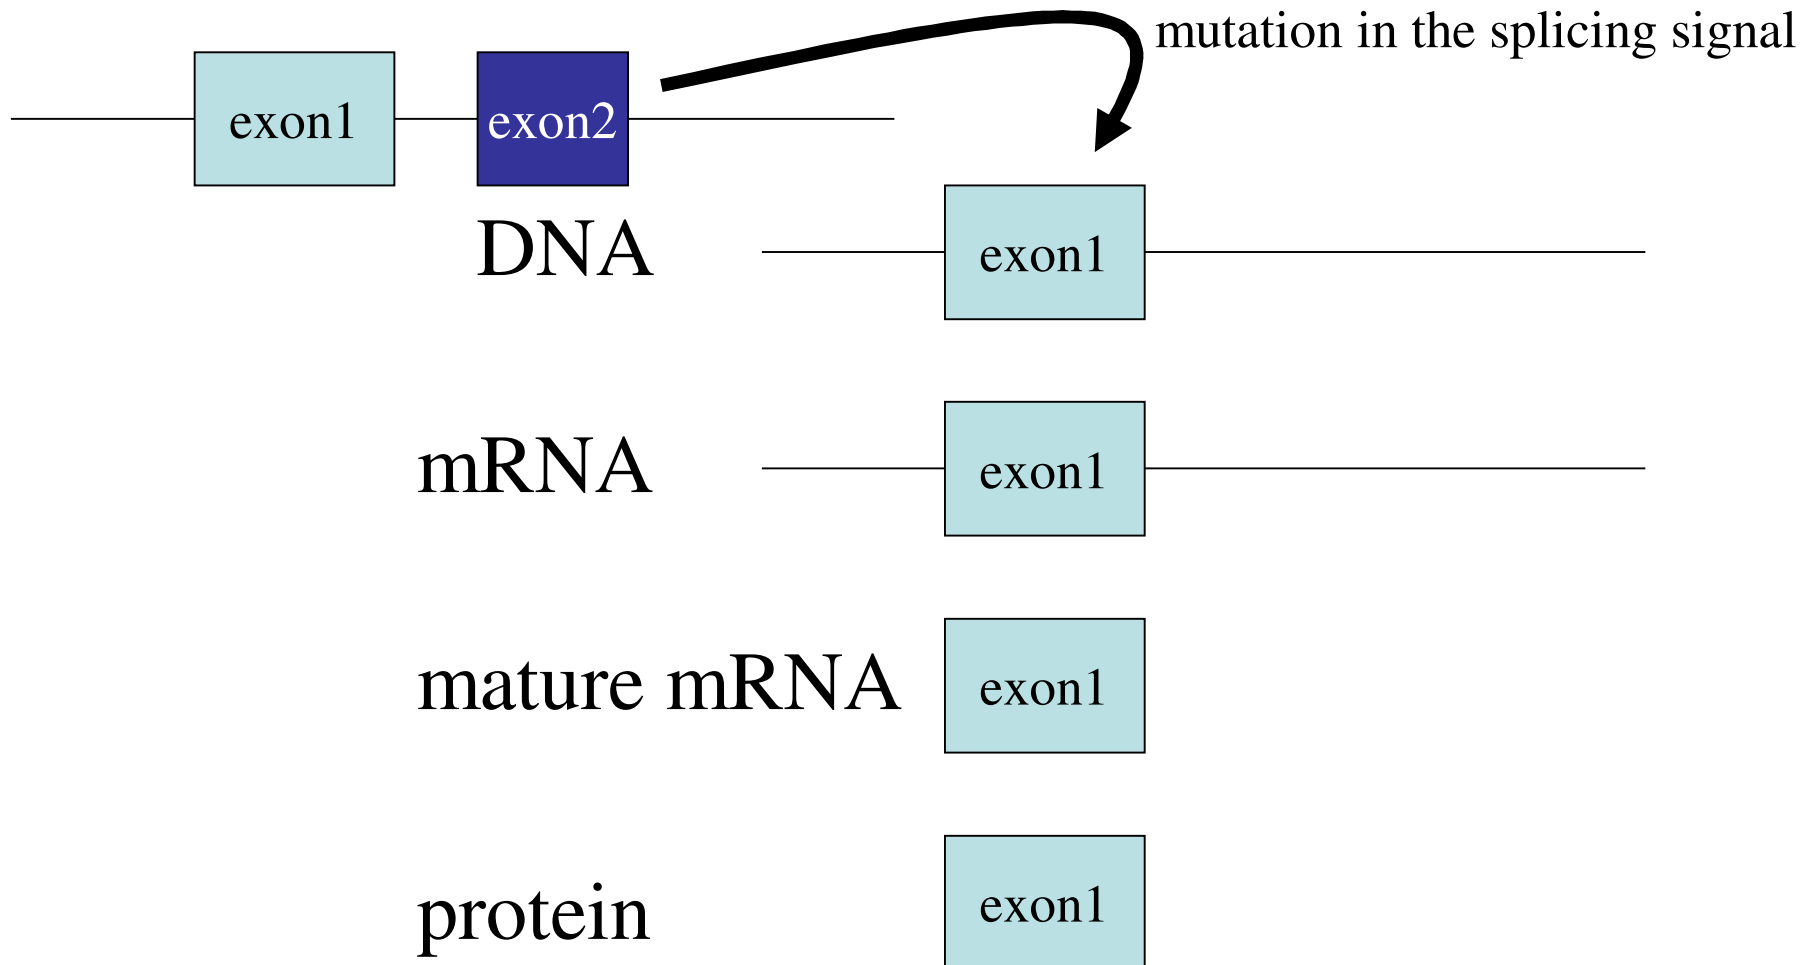 mutation in the splicing signal
exon1 exon2
DNA exon1
mRNA exon1
mature mRNA exon1
protein exon1